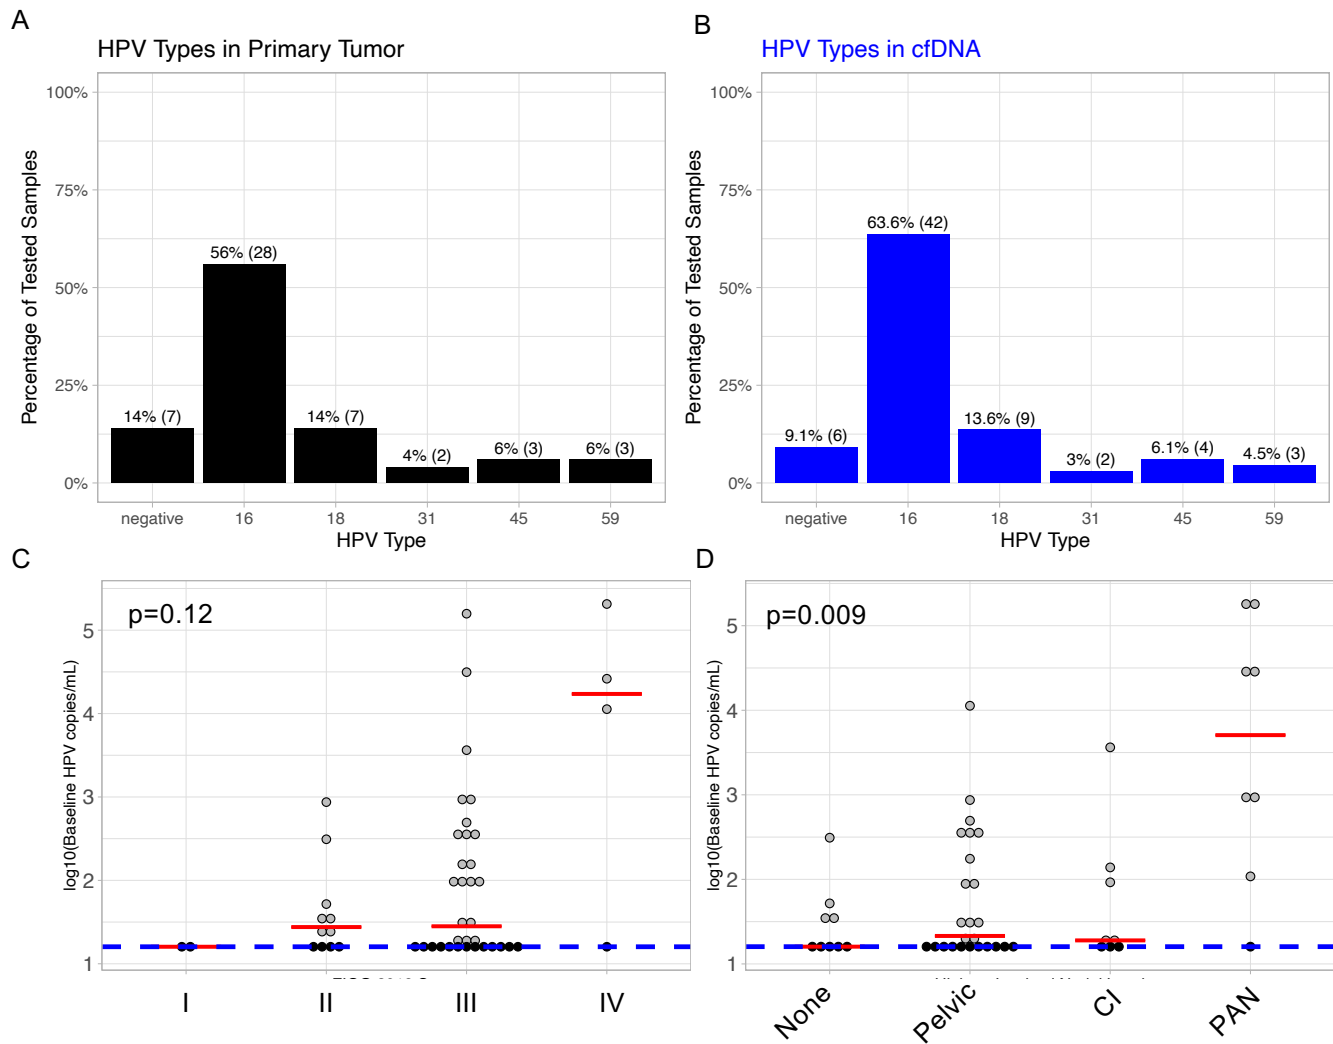 A
HPV Types in Primary Tumor
Percentage of Tested Samples
100%
75%
50%
25%
0%
14% (7)
56% (28)
14% (7)
4% (2)
6% (3)
6% (3)
negative 16 18 31 45 59
HPV Type
B
HPV Types in cfDNA
Percentage of Tested Samples
100%
75%
50%
25%
0%
9.1% (6)
63.6% (42)
13.6% (9)
3% (2)
6.1% (4)
4.5% (3)
negative 16 18 31 45 59
HPV Type
C
p=0.12
log10(Baseline HPV copies/mL)
5
4
3
2
1
I II III IV
D
p=0.009
log10(Baseline HPV copies/mL)
5
4
3
2
1
None Pelvic CI PAN